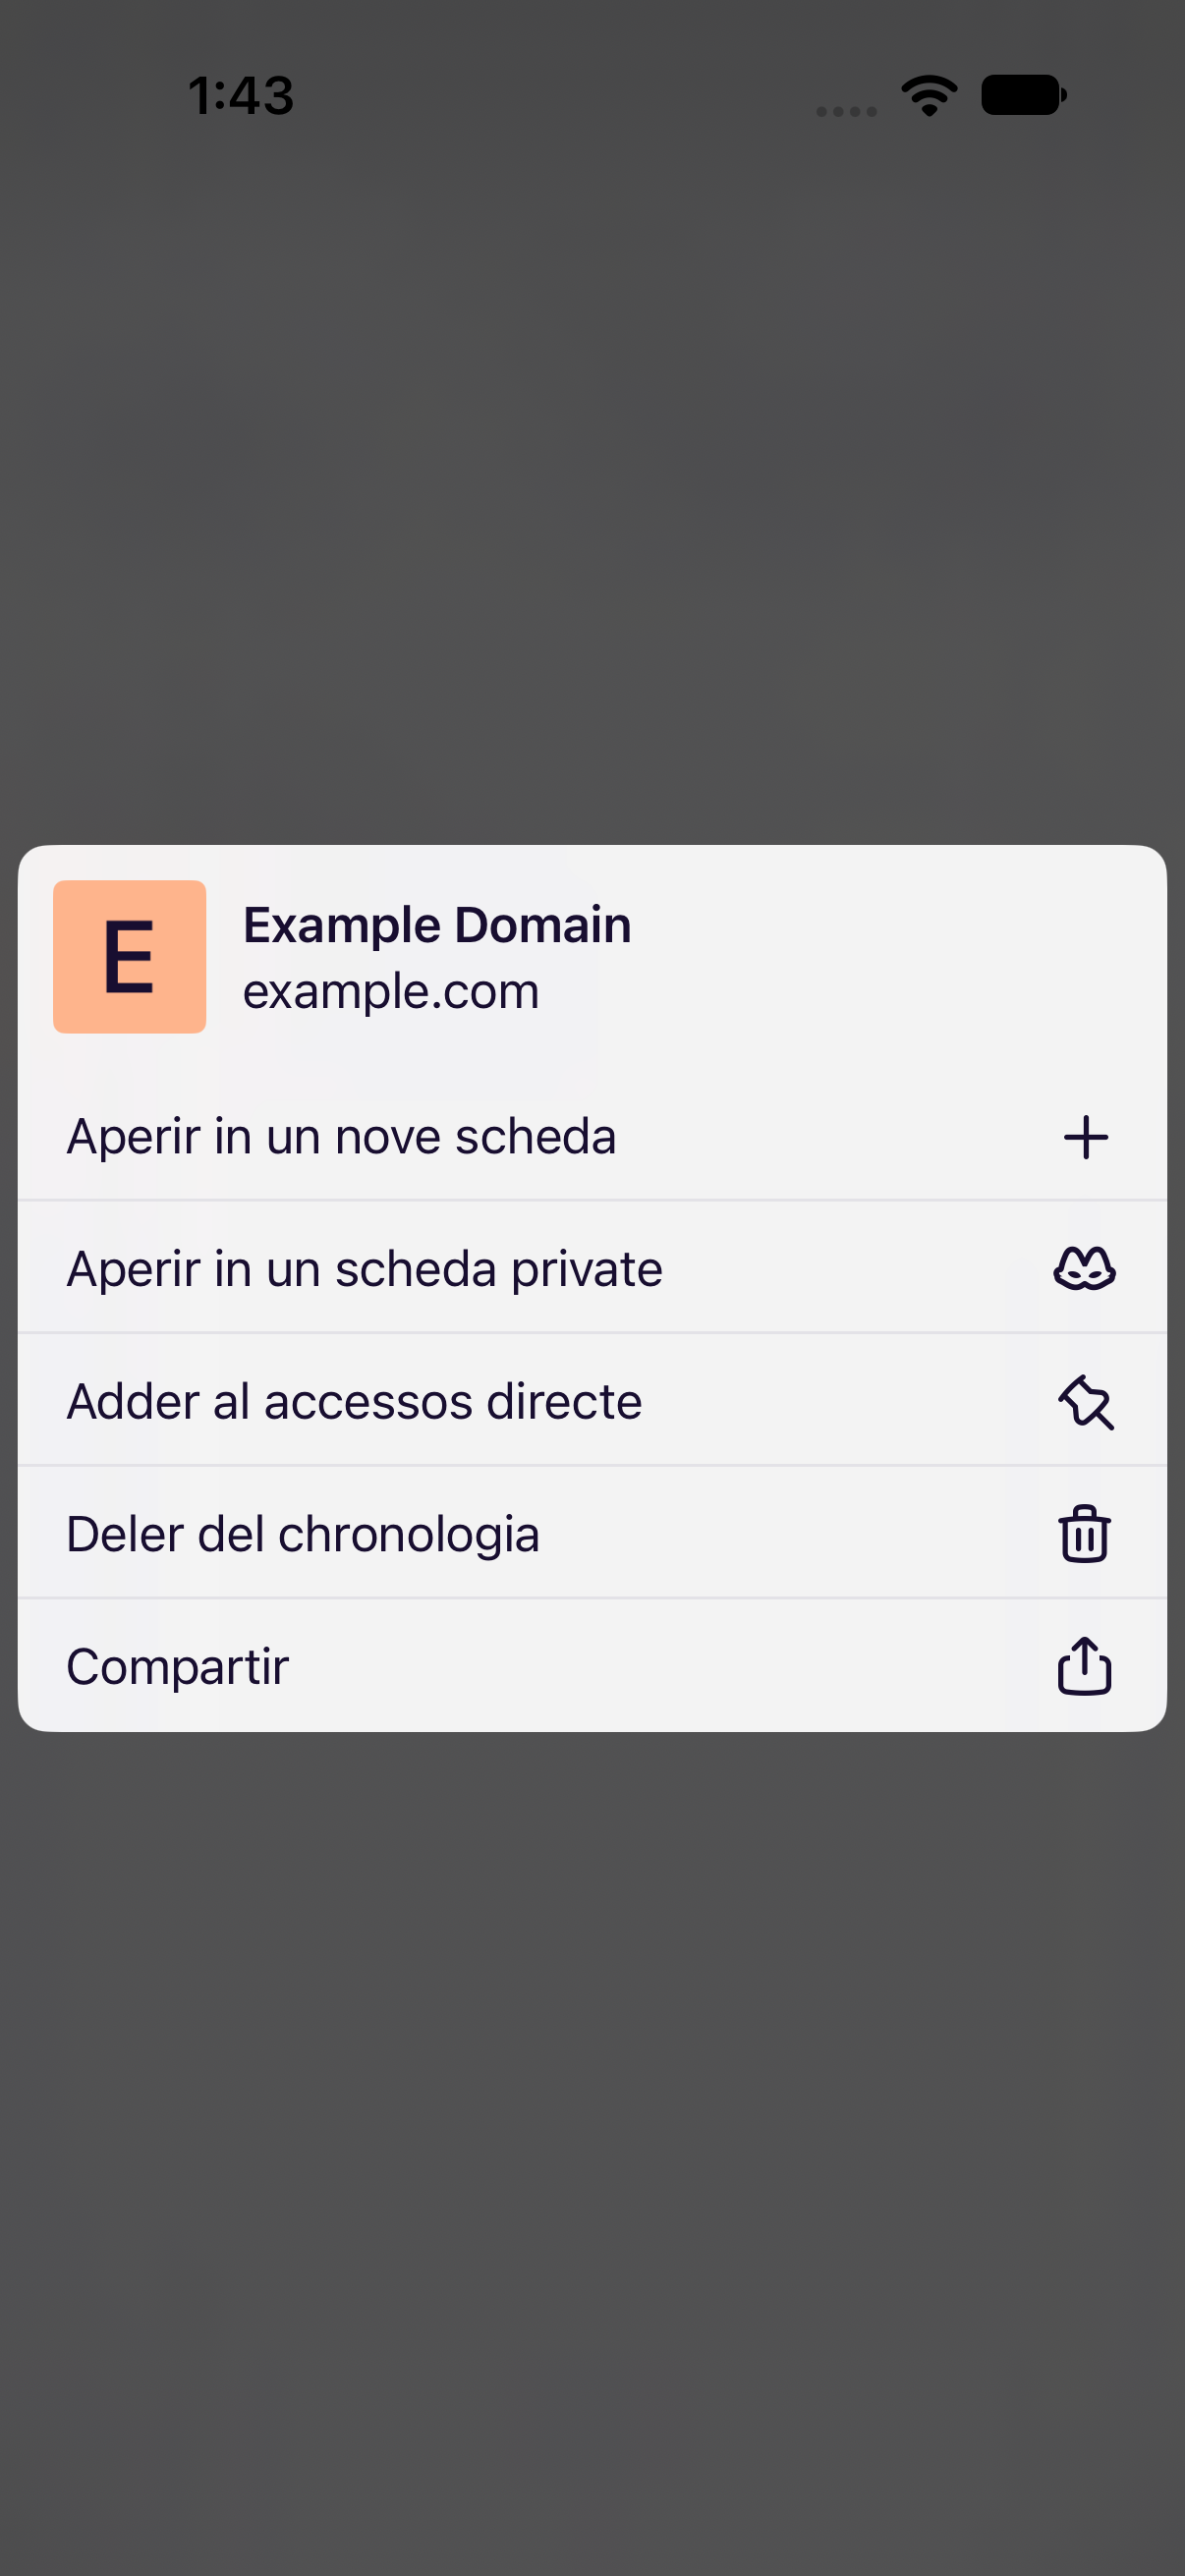 1:43
E
Example Domain
example.com
Aperir in un nove scheda
Aperir in un scheda private
Adder al accessos directe
Deler del chronologia
Compartir